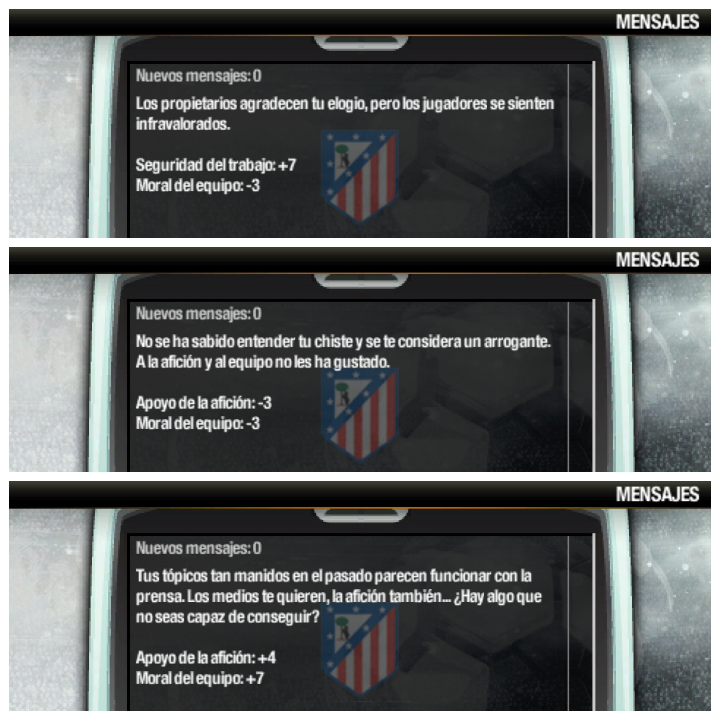 MENSAJES
Nuevos mensajes: 0
Los propietarios agradecen tu elogio, pero los jugadores se sienten
infravalorados.
Seguridad del trabajo: +7
Moral del equipo: -3
MENSAJES
Nuevos mensajes: 0
No se ha sabido entender tu chiste y se te considera un arrogante.
A la afición y al equipo no les ha gustado.
Apoyo de la afición: -3
Moral del equipo: -3
MENSAJES
Nuevos mensajes: 0
Tus tópicos tan manidos en el pasado parecen funcionar con la
prensa. Los medios te quieren, la afición también... ¿Hay algo que
no seas capaz de conseguir?
Apoyo de la afición: +4
Moral del equipo: +7